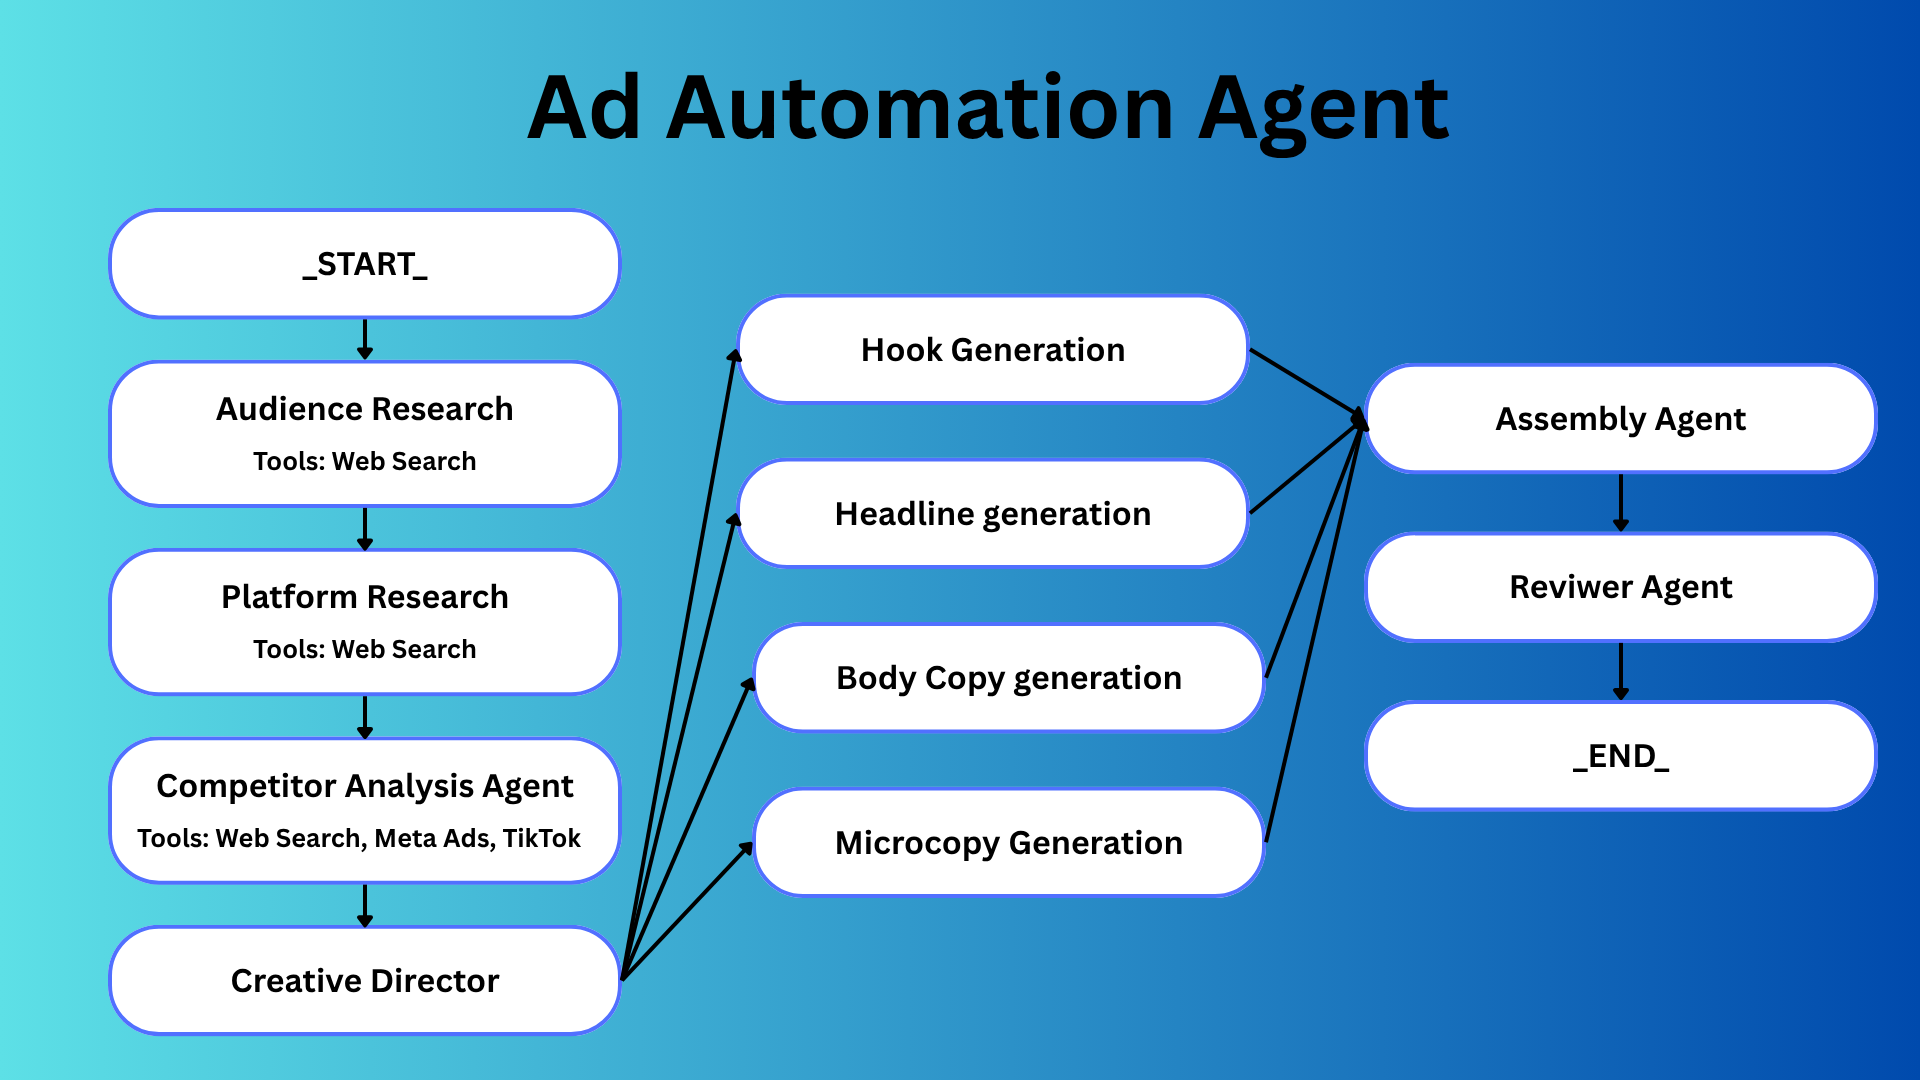 Ad Automation Agent
_START_
Audience Research
Tools: Web Search
Platform Research
Tools: Web Search
Competitor Analysis Agent
Tools: Web Search, Meta Ads, TikTok
Creative Director
Hook Generation
Headline generation
Body Copy generation
Microcopy Generation
Assembly Agent
Reviwer Agent
_END_